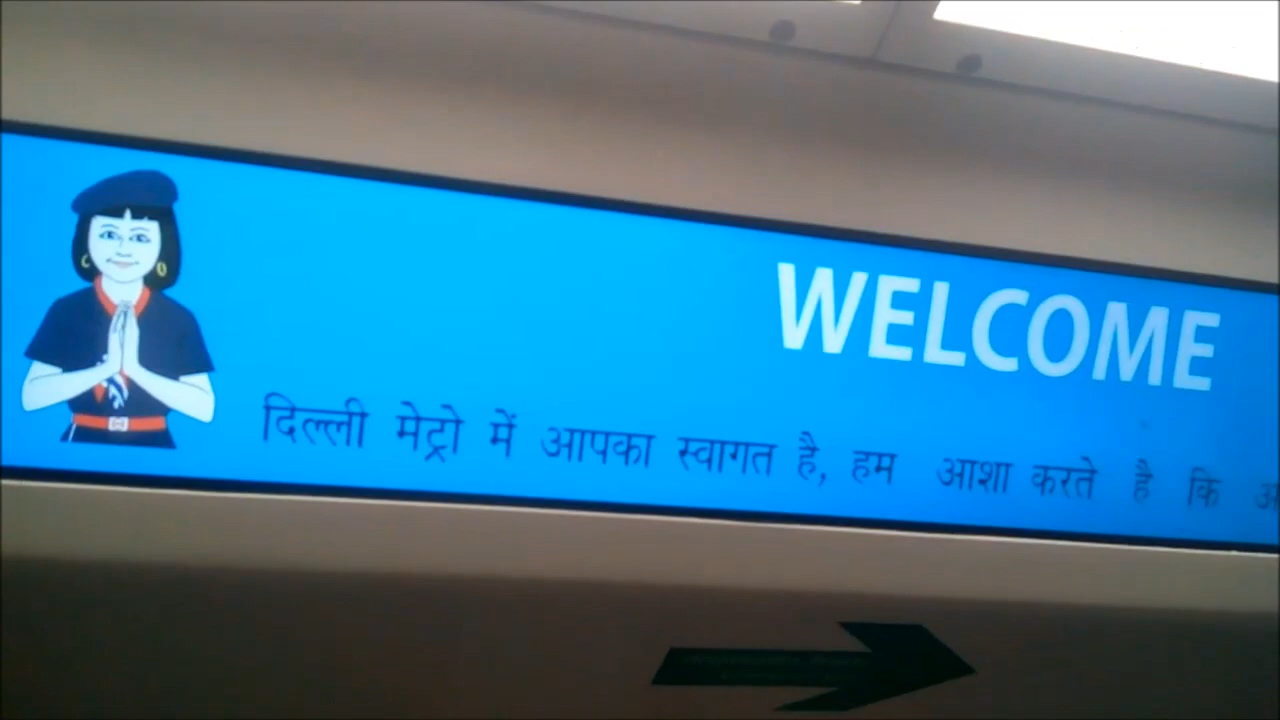 WELCOME
दिल्ली मेट्रो में आपका स्वागत है, हम आशा करते है कि